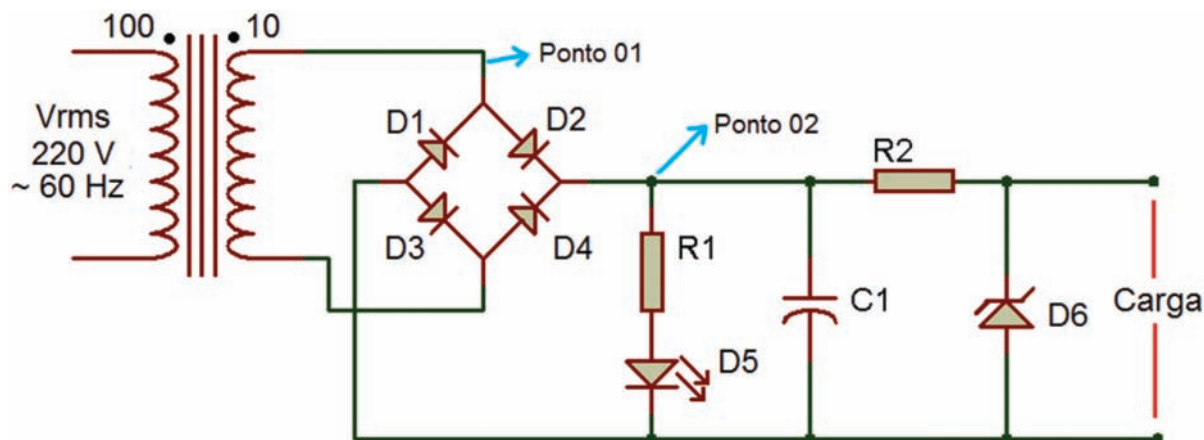 100
10
Ponto 01
Vrms
220 V
~ 60 Hz
D1
D2
Ponto 02
R2
D3
D4
R1
C1
D6
Carga
D5